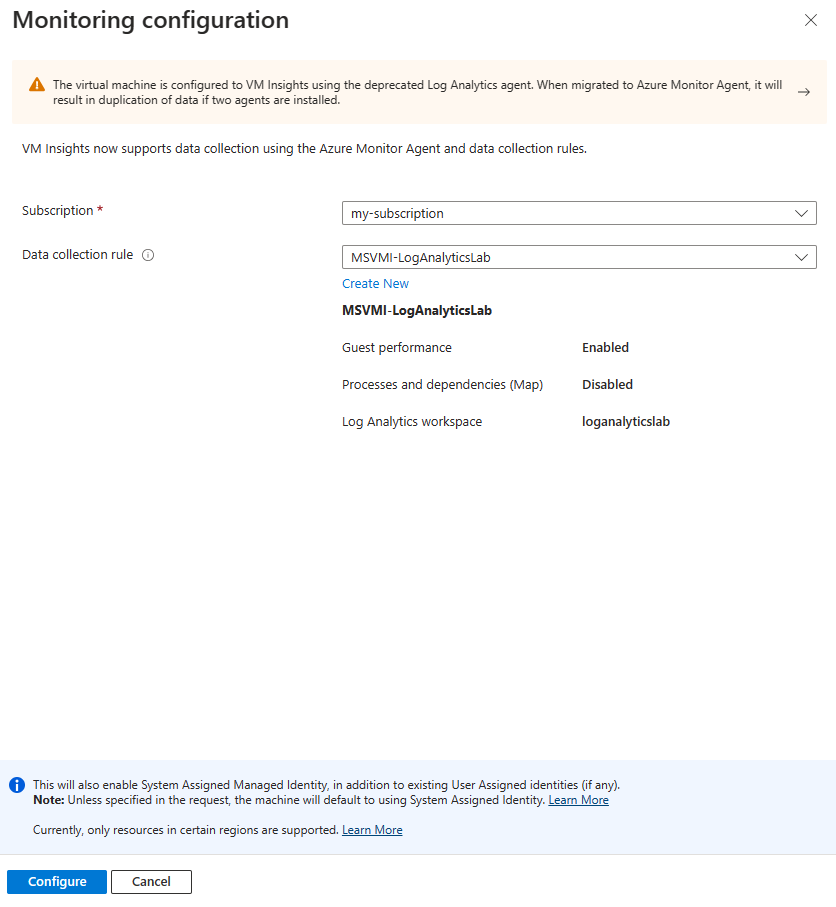 Monitoring configuration
The virtual machine is configured to VM Insights using the deprecated Log Analytics agent. When migrated to Azure Monitor Agent, it will
result in duplication of data if two agents are installed.
VM Insights now supports data collection using the Azure Monitor Agent and data collection rules.
Subscription *
my-subscription
Data collection rule
MSVMI-LogAnalyticsLab
Create New
MSVMI-LogAnalyticsLab
Guest performance Enabled
Processes and dependencies (Map) Disabled
Log Analytics workspace loganalyticslab
This will also enable System Assigned Managed Identity, in addition to existing User Assigned identities (if any).
Note: Unless specified in the request, the machine will default to using System Assigned Identity. Learn More
Currently, only resources in certain regions are supported. Learn More
Configure Cancel